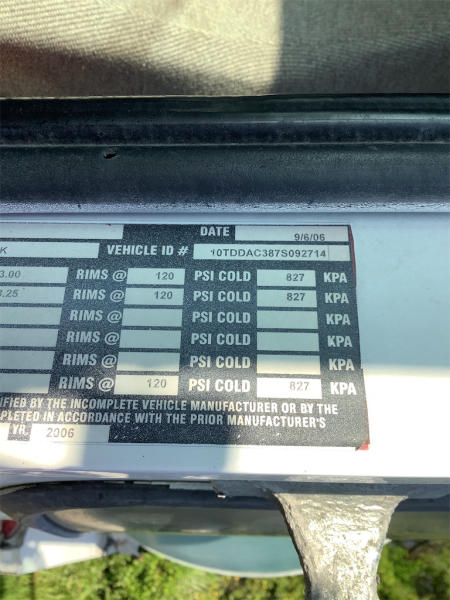 DATE 9/6/06
K VEHICLE ID # 10TDDAC387S092714
3.00 RIMS @ 120 PSI COLD 827 KPA
8.25 RIMS @ 120 PSI COLD 827 KPA
RIMS @ PSI COLD KPA
RIMS @ PSI COLD KPA
RIMS @ PSI COLD KPA
RIMS @ 120 PSI COLD 827 KPA
IFIED BY THE INCOMPLETE VEHICLE MANUFACTURER OR BY THE
PLETED IN ACCORDANCE WITH THE PRIOR MANUFACTURER'S
YR. 2006